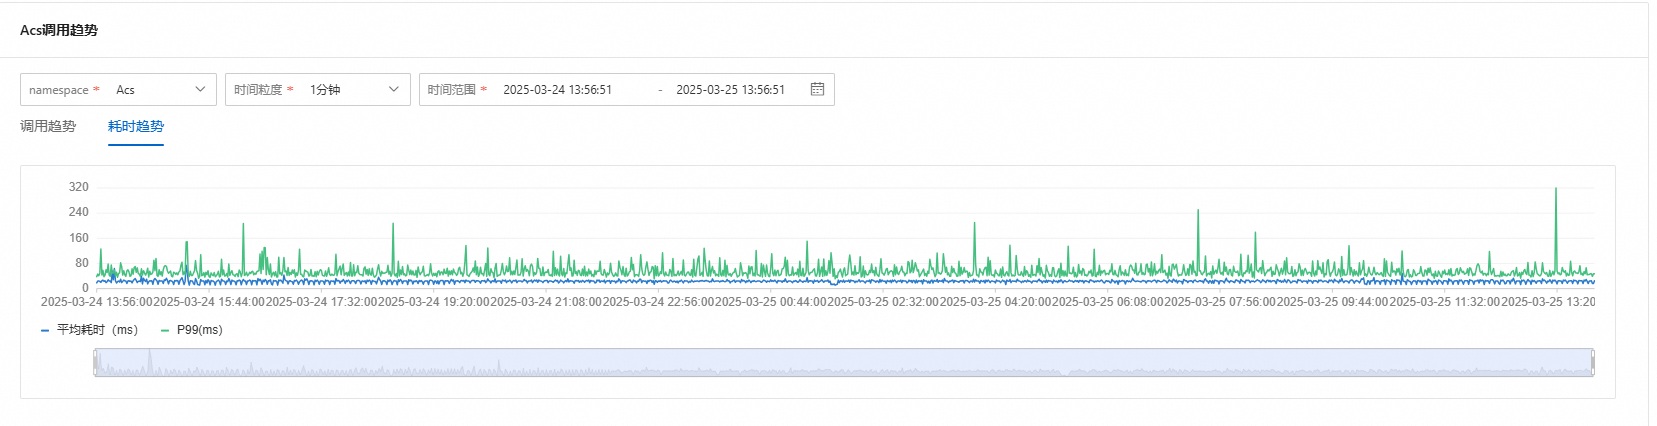 Acs调用趋势
namespace * Acs 时间粒度 * 1分钟 时间范围 * 2025-03-24 13:56:51 - 2025-03-25 13:56:51
调用趋势 耗时趋势
320
240
160
80
0
2025-03-24 13:56:00 2025-03-24 15:44:00 2025-03-24 17:32:00 2025-03-24 19:20:00 2025-03-24 21:08:00 2025-03-24 22:56:00 2025-03-25 00:44:00 2025-03-25 02:32:00 2025-03-25 04:20:00 2025-03-25 06:08:00 2025-03-25 07:56:00 2025-03-25 09:44:00 2025-03-25 11:32:00 2025-03-25 13:20
平均耗时（ms） P99(ms)